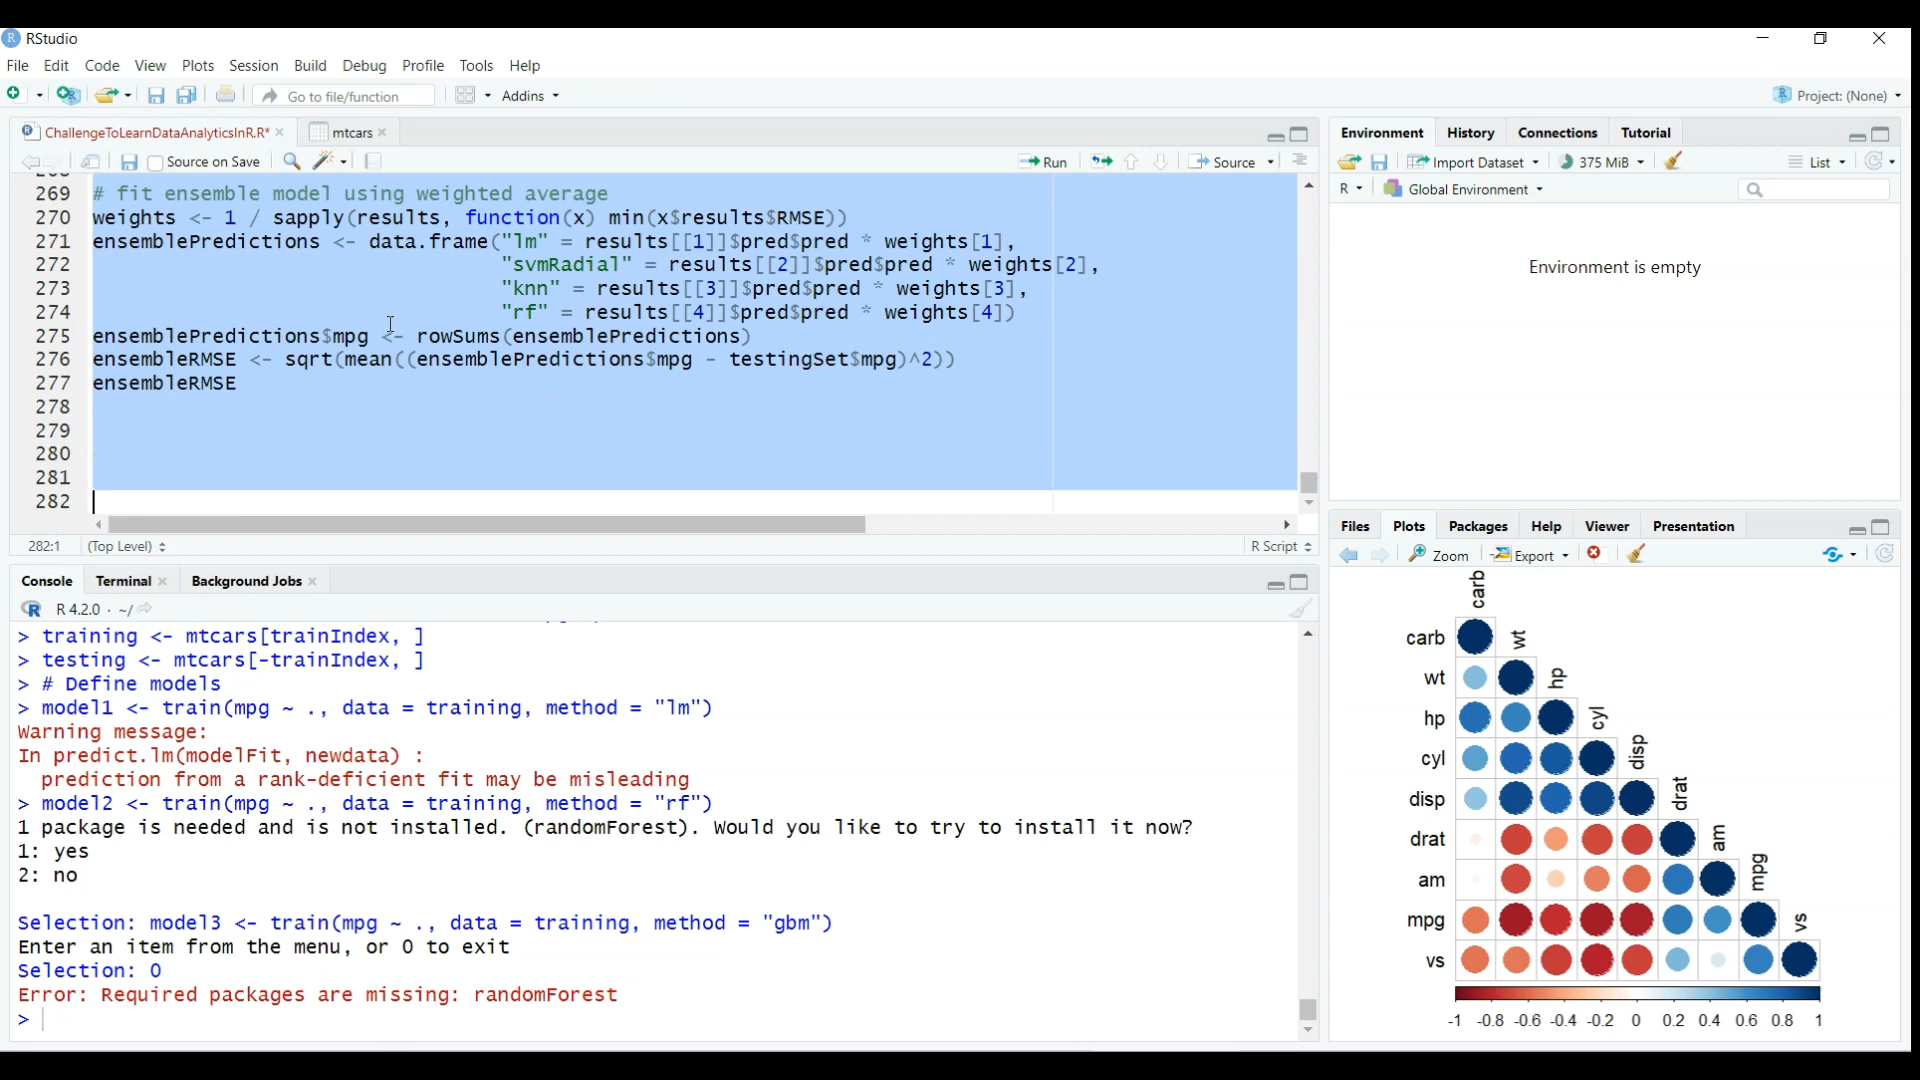 RStudio
File Edit Code View Plots Session Build Debug Profile Tools Help
Go to file/function Addins Project: (None)
ChallengeToLearnDataAnalyticsInR.R* mtcars
Source on Save Run Source
269 # fit ensemble model using weighted average
270 weights <- 1 / sapply(results, function(x) min(x$results$RMSE))
271 ensemblePredictions <- data.frame("lm" = results[[1]]$pred$pred * weights[1],
272 "svmRadial" = results[[2]]$pred$pred * weights[2],
273 "knn" = results[[3]]$pred$pred * weights[3],
274 "rf" = results[[4]]$pred$pred * weights[4])
275 ensemblePredictions$mpg <- rowSums(ensemblePredictions)
276 ensembleRMSE <- sqrt(mean((ensemblePredictions$mpg - testingSet$mpg)^2))
277 ensembleRMSE
278
279
280
281
282
282:1 (Top Level) R Script
Console Terminal Background Jobs
R 4.2.0 · ~/
> training <- mtcars[trainIndex, ]
> testing <- mtcars[-trainIndex, ]
> # Define models
> model1 <- train(mpg ~ ., data = training, method = "lm")
Warning message:
In predict.lm(modelFit, newdata) :
prediction from a rank-deficient fit may be misleading
> model2 <- train(mpg ~ ., data = training, method = "rf")
1 package is needed and is not installed. (randomForest). Would you like to try to install it now?
1: yes
2: no
Selection: model3 <- train(mpg ~ ., data = training, method = "gbm")
Enter an item from the menu, or 0 to exit
Selection: 0
Error: Required packages are missing: randomForest
>
Environment History Connections Tutorial
Import Dataset 375 MiB List
R Global Environment
Environment is empty
Files Plots Packages Help Viewer Presentation
Zoom Export
carb
carb wt
wt hp
hp cyl
cyl disp
disp drat
drat am
am mpg
mpg vs
vs
-1 -0.8 -0.6 -0.4 -0.2 0 0.2 0.4 0.6 0.8 1